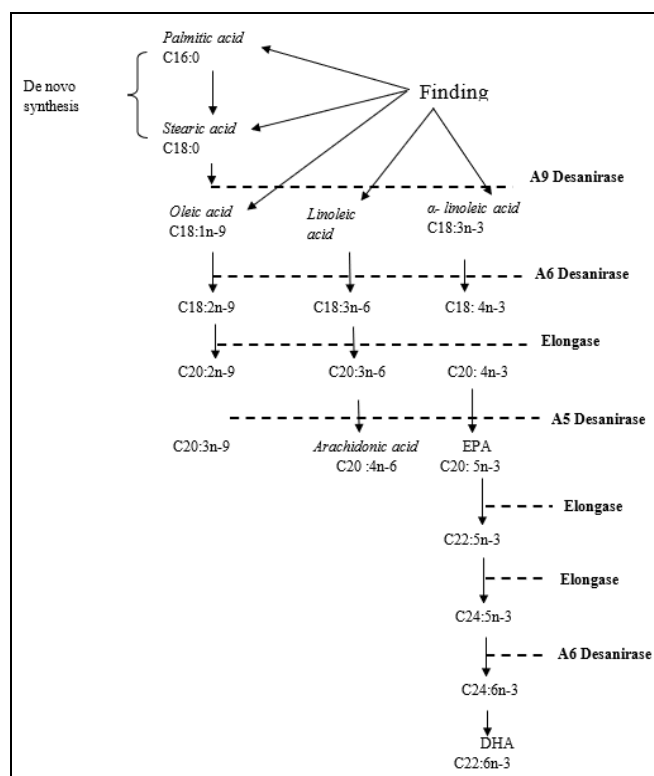 Palmitic acid
C16:0
De novo
synthesis
Finding
Stearic acid
C18:0
A9 Desanirase
Oleic acid
C18:1n-9
Linoleic
acid
α- linoleic acid
C18:3n-3
A6 Desanirase
C18:2n-9
C18:3n-6
C18: 4n-3
Elongase
C20:2n-9
C20:3n-6
C20: 4n-3
A5 Desanirase
C20:3n-9
Arachidonic acid
C20 :4n-6
EPA
C20: 5n-3
Elongase
C22:5n-3
Elongase
C24:5n-3
A6 Desanirase
C24:6n-3
DHA
C22:6n-3